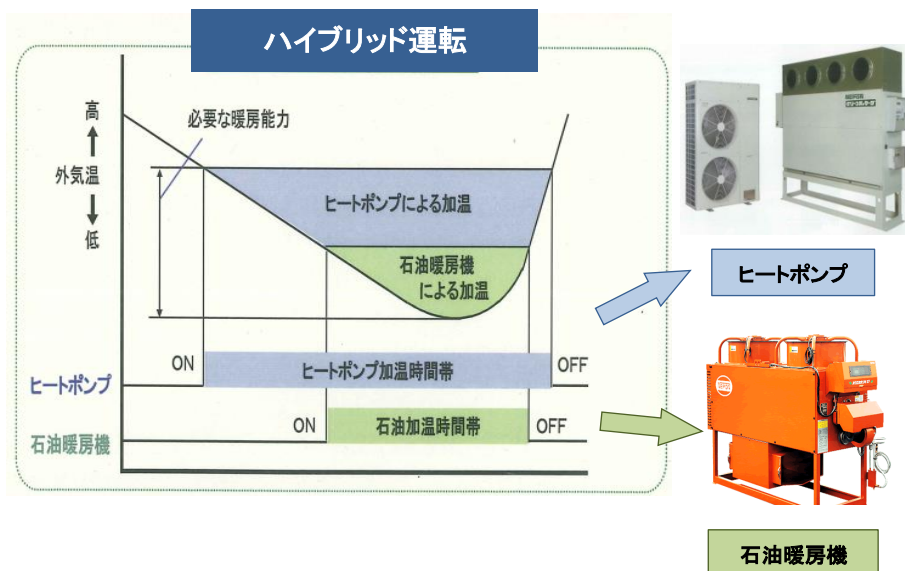 ハイブリッド運転
高
外気温
低
必要な暖房能力
ヒートポンプによる加温
石油暖房機
による加温
ON
ヒートポンプ加温時間帯
OFF
ヒートポンプ
ON
石油加温時間帯
OFF
石油暖房機
ヒートポンプ
石油暖房機